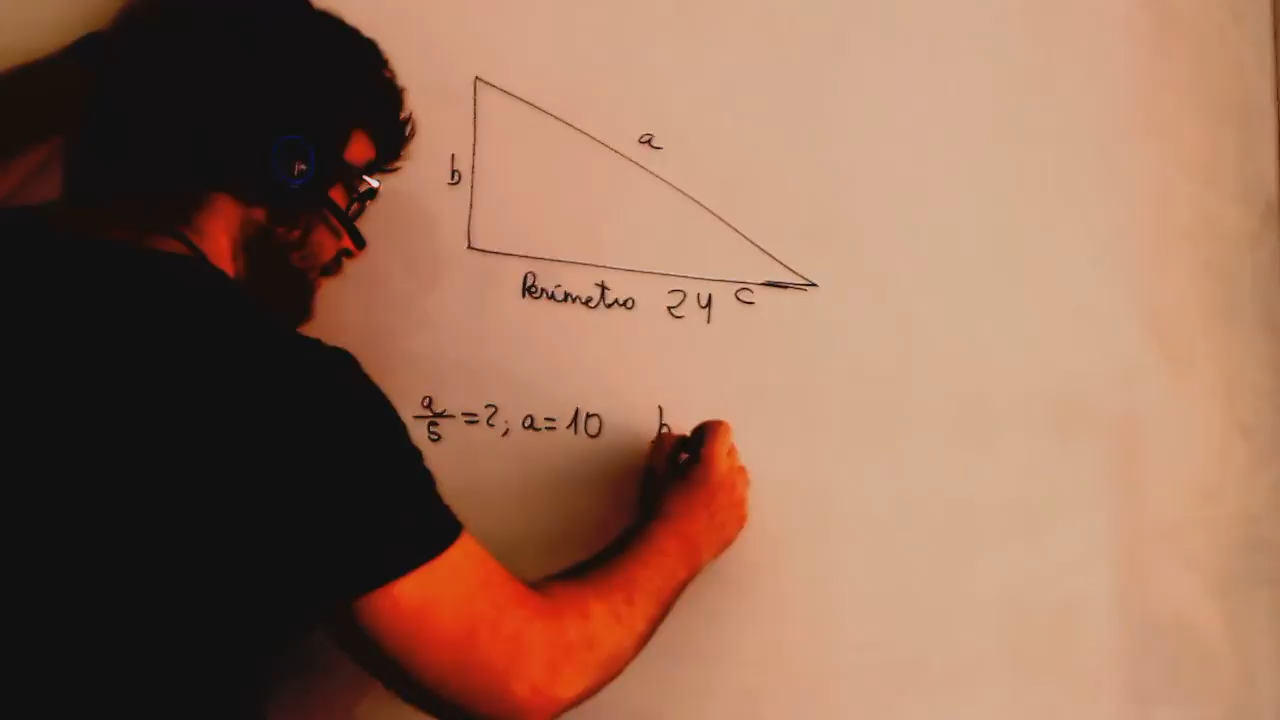 a
b
Perímetro 24 c
a/5 = 2; a = 10 b